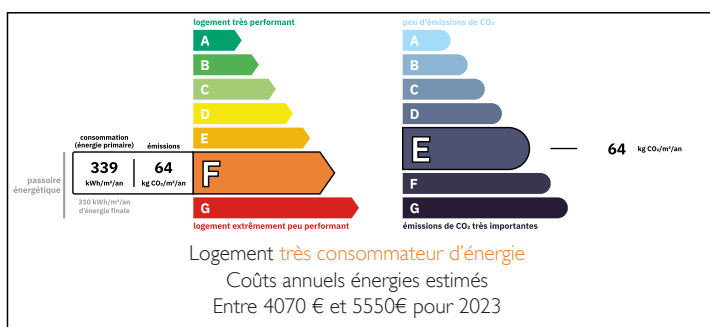 logement très performant
A
B
C
D
E
consommation
(énergie primaire)
émissions
339
kWh/m²/an
64
kg CO₂/m²/an
F
passoire
énergétique
310 kWh/m²/an
d'énergie finale
G
logement extrêmement peu performant
peu d'émissions de CO₂
A
B
C
D
E
64 kg CO₂/m²/an
F
G
émissions de CO₂ très importantes
Logement très consommateur d'énergie
Coûts annuels énergies estimés
Entre 4070 € et 5550€ pour 2023